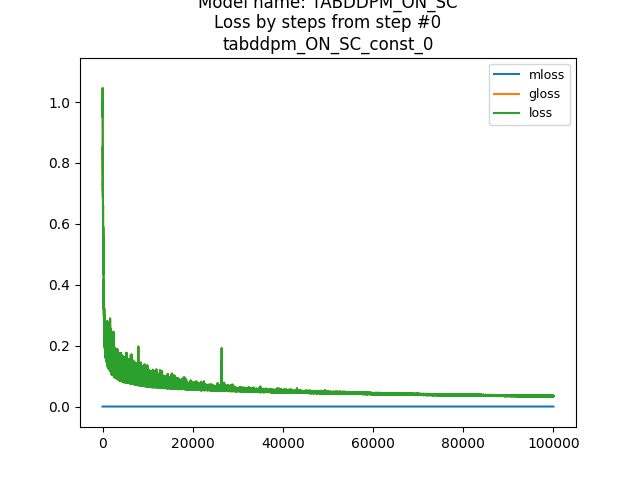 Model name: TABDDPM_ON_SC
Loss by steps from step #0
tabddpm_ON_SC_const_0
mloss
gloss
loss
1.0
0.8
0.6
0.4
0.2
0.0
0
20000
40000
60000
80000
100000